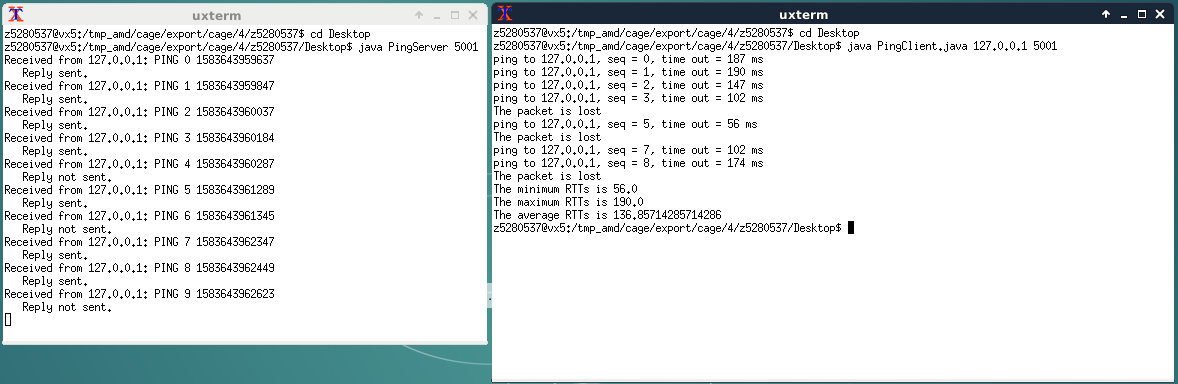 uxterm
z5280537@vx5:/tmp_amd/cage/export/cage/4/z5280537$ cd Desktop
z5280537@vx5:/tmp_amd/cage/export/cage/4/z5280537/Desktop$ java PingServer 5001
Received from 127.0.0.1: PING 0 1583643959637
Reply sent.
Received from 127.0.0.1: PING 1 1583643959847
Reply sent.
Received from 127.0.0.1: PING 2 1583643960037
Reply sent.
Received from 127.0.0.1: PING 3 1583643960184
Reply sent.
Received from 127.0.0.1: PING 4 1583643960287
Reply not sent.
Received from 127.0.0.1: PING 5 1583643961289
Reply sent.
Received from 127.0.0.1: PING 6 1583643961345
Reply not sent.
Received from 127.0.0.1: PING 7 1583643962347
Reply sent.
Received from 127.0.0.1: PING 8 1583643962449
Reply sent.
Received from 127.0.0.1: PING 9 1583643962623
Reply not sent.
uxterm
z5280537@vx5:/tmp_amd/cage/export/cage/4/z5280537$ cd Desktop
z5280537@vx5:/tmp_amd/cage/export/cage/4/z5280537/Desktop$ java PingClient.java 127.0.0.1 5001
ping to 127.0.0.1, seq = 0, time out = 187 ms
ping to 127.0.0.1, seq = 1, time out = 190 ms
ping to 127.0.0.1, seq = 2, time out = 147 ms
ping to 127.0.0.1, seq = 3, time out = 102 ms
The packet is lost
ping to 127.0.0.1, seq = 5, time out = 56 ms
The packet is lost
ping to 127.0.0.1, seq = 7, time out = 102 ms
ping to 127.0.0.1, seq = 8, time out = 174 ms
The packet is lost
The minimum RTTs is 56.0
The maximum RTTs is 190.0
The average RTTs is 136.85714285714286
z5280537@vx5:/tmp_amd/cage/export/cage/4/z5280537/Desktop$